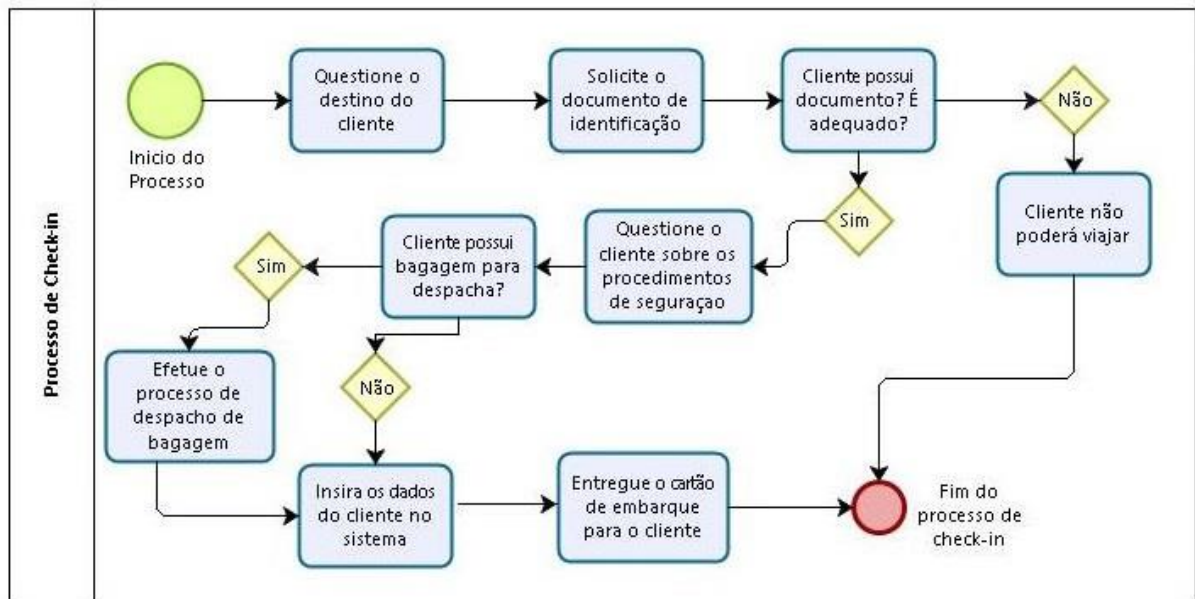 Processo de Check-in
Inicio do
Processo
Questione o
destino do
cliente
Solicite o
documento de
identificação
Cliente possui
documento? É
adequado?
Não
Cliente não
poderá viajar
Sim
Questione o
cliente sobre os
procedimentos
de seguraçao
Cliente possui
bagagem para
despacha?
Sim
Efetue o
processo de
despacho de
bagagem
Não
Insira os dados
do cliente no
sistema
Entregue o cartão
de embarque
para o cliente
Fim do
processo de
check-in